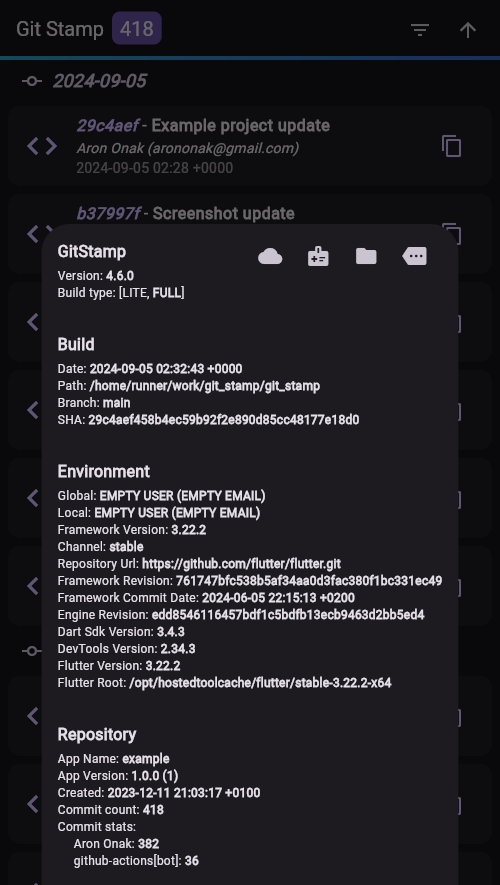 Git Stamp 418
2024-09-05
29c4aef - Example project update
Aron Onak (arononak@gmail.com)
2024-09-05 02:28 +0000
b37997f - Screenshot update
GitStamp
Version: 4.6.0
Build type: [LITE, FULL]
Build
Date: 2024-09-05 02:32:43 +0000
Path: /home/runner/work/git_stamp/git_stamp
Branch: main
SHA: 29c4aef458b4ec59b92f2e890d85cc48177e18d0
Environment
Global: EMPTY USER (EMPTY EMAIL)
Local: EMPTY USER (EMPTY EMAIL)
Framework Version: 3.22.2
Channel: stable
Repository Url: https://github.com/flutter/flutter.git
Framework Revision: 761747bfc538b5af34aa0d3fac380f1bc331ec49
Framework Commit Date: 2024-06-05 22:15:13 +0200
Engine Revision: edd8546116457bdf1c5bdfb13ecb9463d2bb5ed4
Dart Sdk Version: 3.4.3
DevTools Version: 2.34.3
Flutter Version: 3.22.2
Flutter Root: /opt/hostedtoolcache/flutter/stable-3.22.2-x64
Repository
App Name: example
App Version: 1.0.0 (1)
Created: 2023-12-11 21:03:17 +0100
Commit count: 418
Commit stats:
Aron Onak: 382
github-actions[bot]: 36